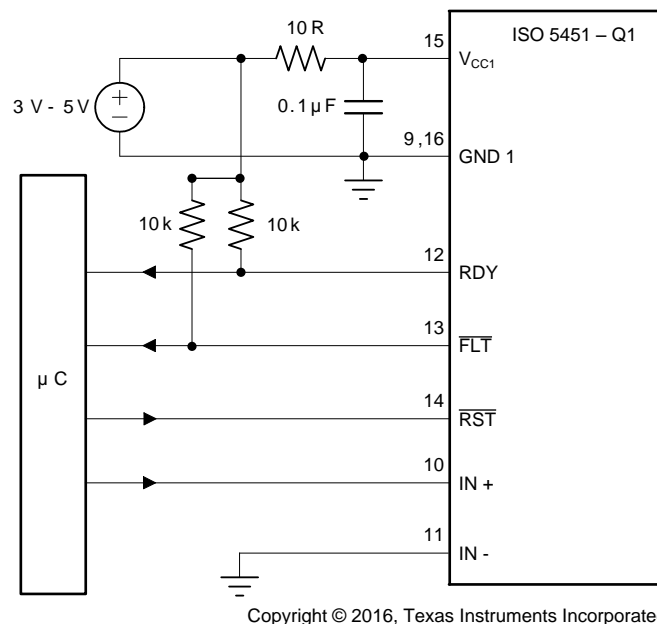 10 R
15
ISO 5451 – Q1
VCC1
3 V - 5 V
0.1 µF
9 ,16
GND 1
10 k
10 k
12
RDY
13
FLT
µ C
14
RST
10
IN +
11
IN -
Copyright © 2016, Texas Instruments Incorporate